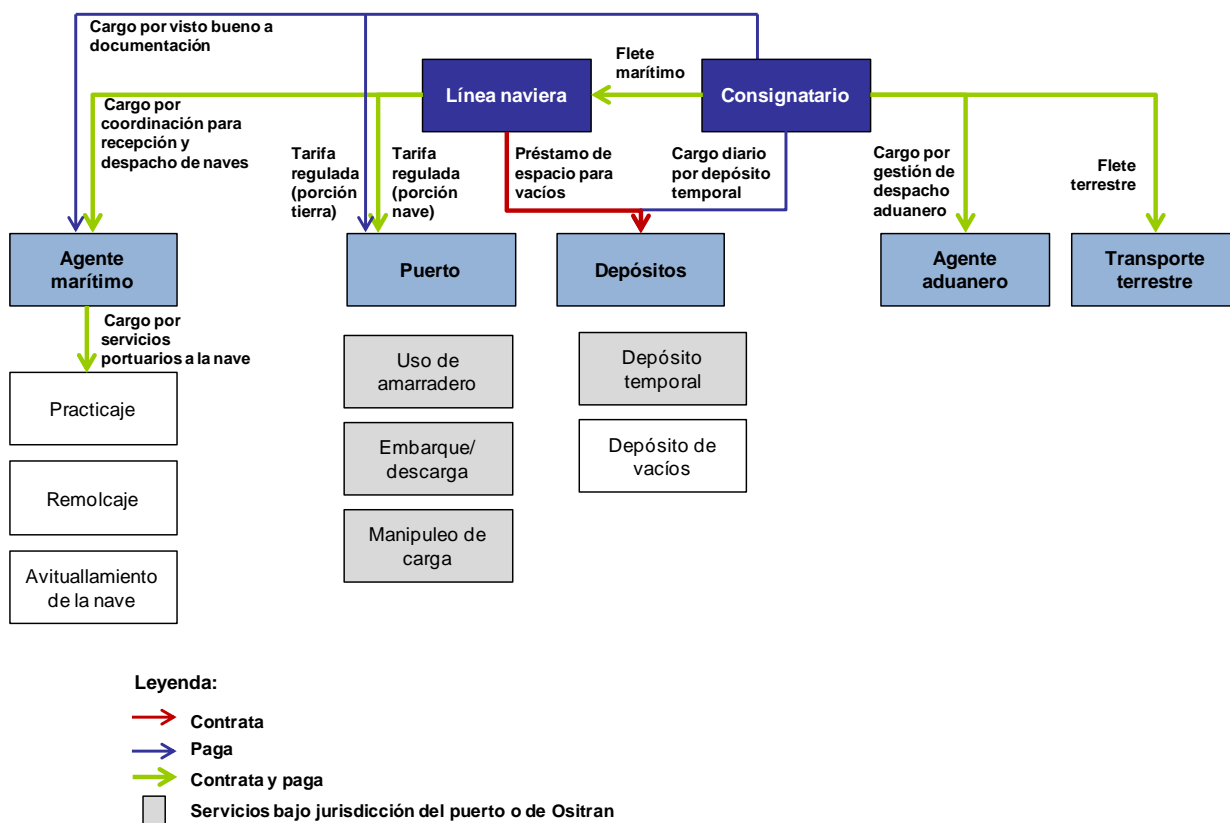 Cargo por visto bueno a
documentación
Flete
marítimo
Línea naviera
Consignatario
Cargo por
coordinación para
recepción y
despacho de naves
Tarifa
regulada
(porción
tierra)
Tarifa
regulada
(porción
nave)
Préstamo de
espacio para
vacíos
Cargo diario
por depósito
temporal
Cargo por
gestión de
despacho
aduanero
Flete
terrestre
Agente
marítimo
Puerto
Depósitos
Agente
aduanero
Transporte
terrestre
Cargo por
servicios
portuarios a la nave
Uso de
amarradero
Depósito
temporal
Practicaje
Embarque/
descarga
Depósito de
vacíos
Remolcaje
Manipuleo de
carga
Avituallamiento
de la nave
Leyenda:
Contrata
Paga
Contrata y paga
Servicios bajo jurisdicción del puerto o de Ositran